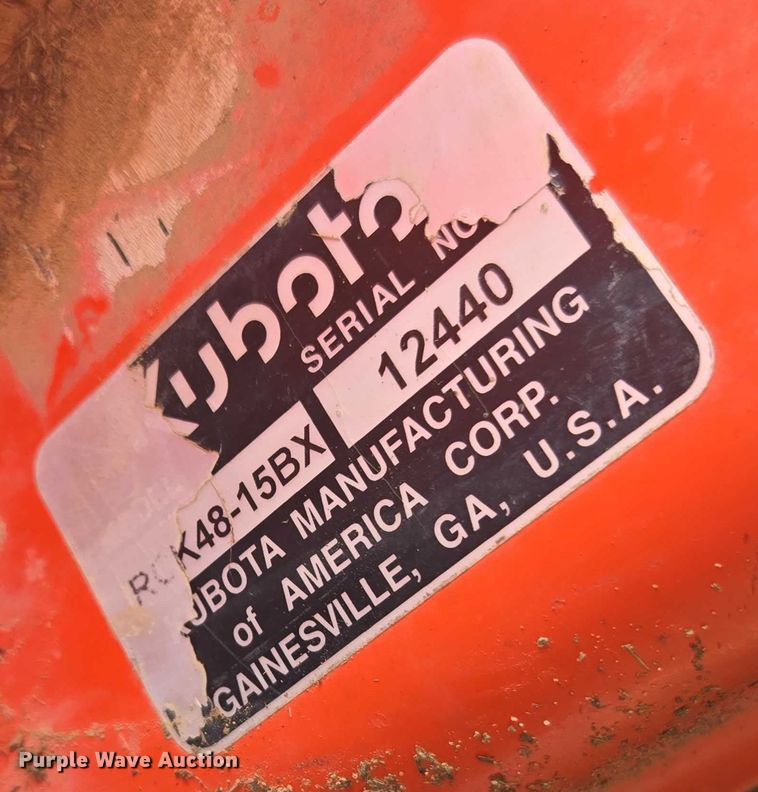 Kubota
SERIAL NO.
RCK48-15BX 12440
KUBOTA MANUFACTURING
of AMERICA CORP.
GAINESVILLE, GA, U.S.A.
Purple Wave Auction